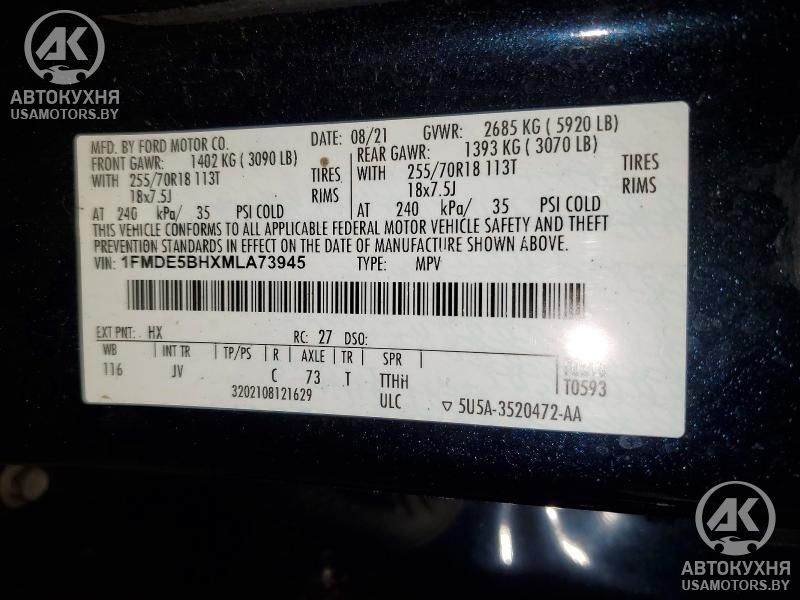 АК
АВТОКУХНЯ
USAMOTORS.BY
MFD. BY FORD MOTOR CO. DATE: 08/21 GVWR: 2685 KG ( 5920 LB)
FRONT GAWR: 1402 KG ( 3090 LB) REAR GAWR: 1393 KG ( 3070 LB)
WITH 255/70R18 113T TIRES WITH 255/70R18 113T TIRES
18x7.5J RIMS 18x7.5J RIMS
AT 240 kPa/ 35 PSI COLD AT 240 kPa/ 35 PSI COLD
THIS VEHICLE CONFORMS TO ALL APPLICABLE FEDERAL MOTOR VEHICLE SAFETY AND THEFT
PREVENTION STANDARDS IN EFFECT ON THE DATE OF MANUFACTURE SHOWN ABOVE.
VIN: 1FMDE5BHXMLA73945 TYPE: MPV
EXT PNT: HX RC: 27 DSO:
WB INT TR TP/PS R AXLE TR SPR
116 JV C 73 T TTHH
3202108121629 ULC
T0593
▽ 5U5A-3520472-AA
АК
АВТОКУХНЯ
USAMOTORS.BY